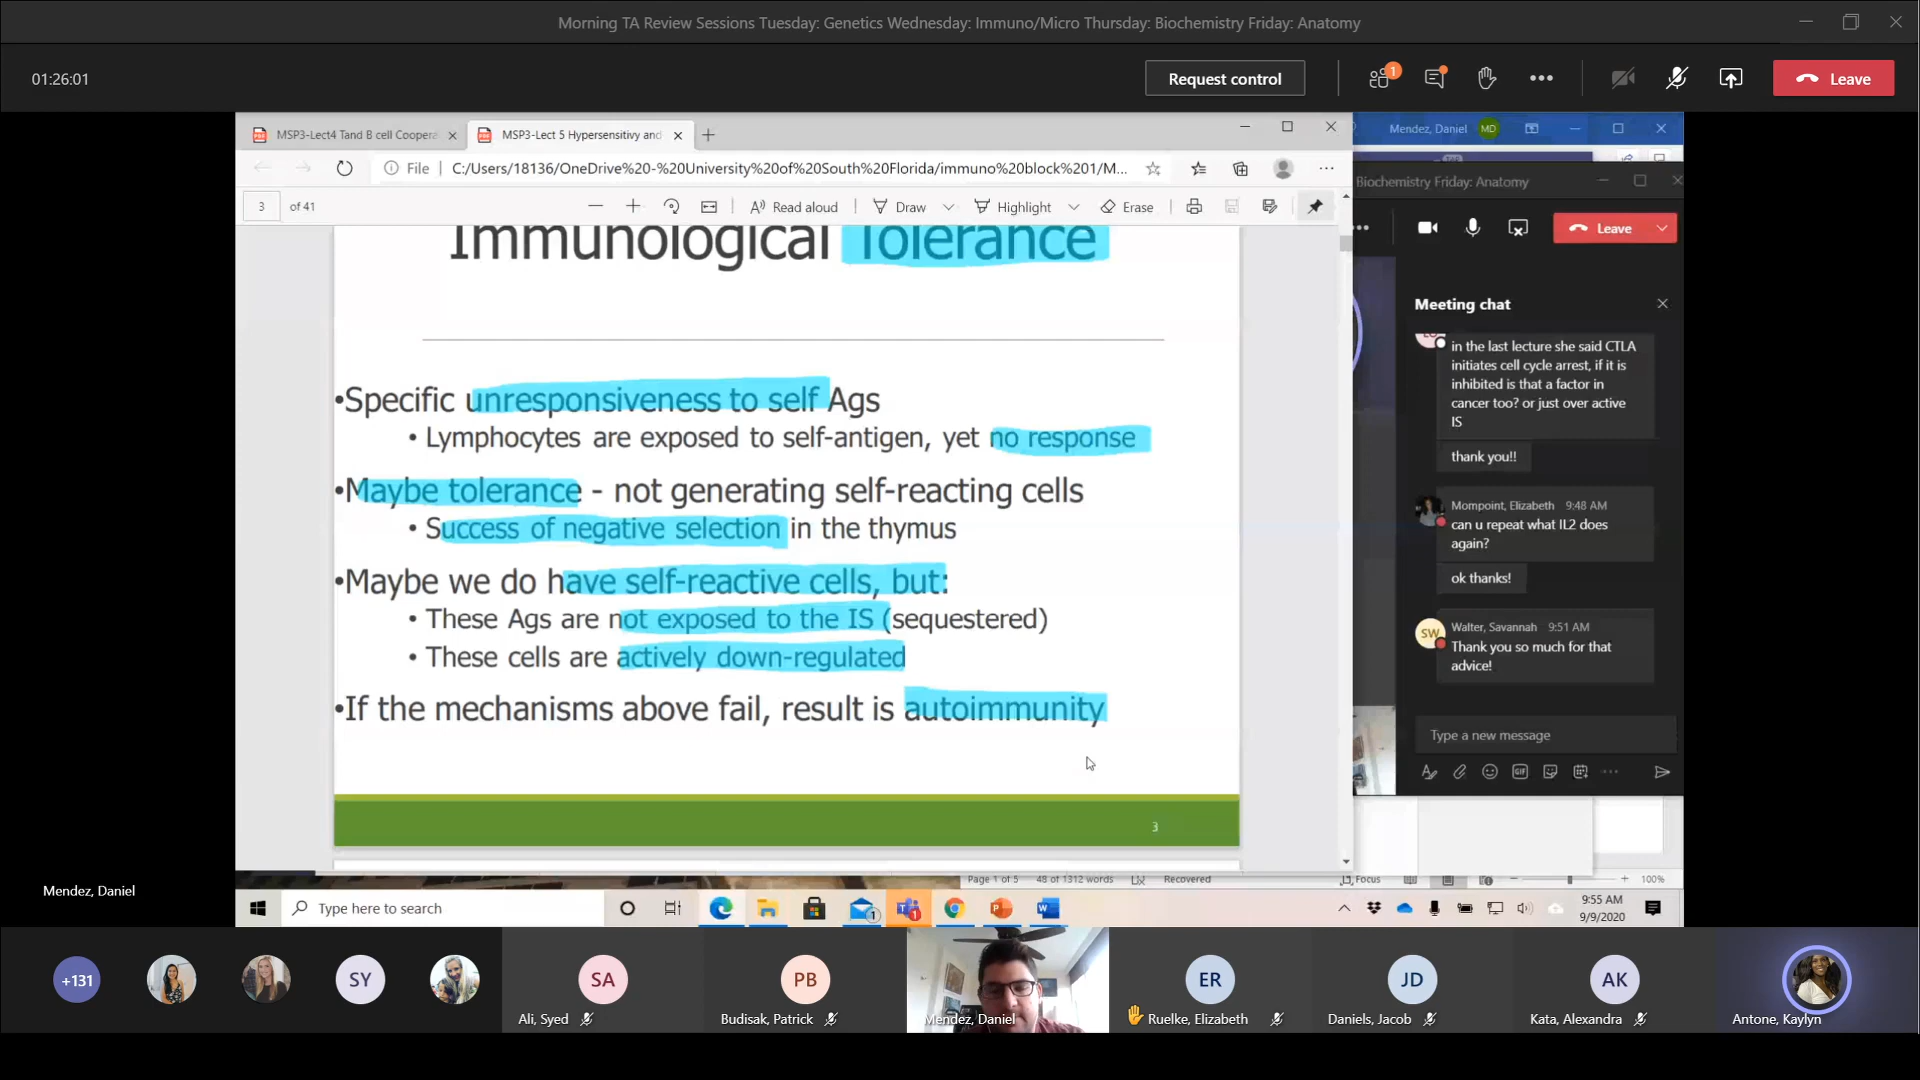 Morning TA Review Sessions Tuesday: Genetics Wednesday: Immuno/Micro Thursday: Biochemistry Friday: Anatomy
01:26:01
Request control
1
Leave
MSP3-Lect4 Tand B cell Coopera
MSP3-Lect 5 Hypersensitivy and
Mendez, Daniel MD
File C:/Users/18136/OneDrive%20-%20University%20of%20South%20Florida/immuno%20block%201/M...
Biochemistry Friday: Anatomy
3 of 41
Read aloud Draw Highlight Erase
Leave
Immunological Tolerance
•Specific unresponsiveness to self Ags
• Lymphocytes are exposed to self-antigen, yet no response
•Maybe tolerance - not generating self-reacting cells
• Success of negative selection in the thymus
•Maybe we do have self-reactive cells, but:
• These Ags are not exposed to the IS (sequestered)
• These cells are actively down-regulated
•If the mechanisms above fail, result is autoimmunity
3
Meeting chat
in the last lecture she said CTLA
initiates cell cycle arrest, if it is
inhibited is that a factor in
cancer too? or just over active
IS
thank you!!
Mompoint, Elizabeth 9:48 AM
can u repeat what IL2 does
again?
ok thanks!
SW
Walter, Savannah 9:51 AM
Thank you so much for that
advice!
Type a new message
GIF
Page 1 of 5 48 of 1312 words Recovered Focus 100%
Mendez, Daniel
Type here to search
1
1
9:55 AM
9/9/2020
+131
SY
SA
Ali, Syed
PB
Budisak, Patrick
Mendez, Daniel
ER
Ruelke, Elizabeth
JD
Daniels, Jacob
AK
Kata, Alexandra
Antone, Kaylyn